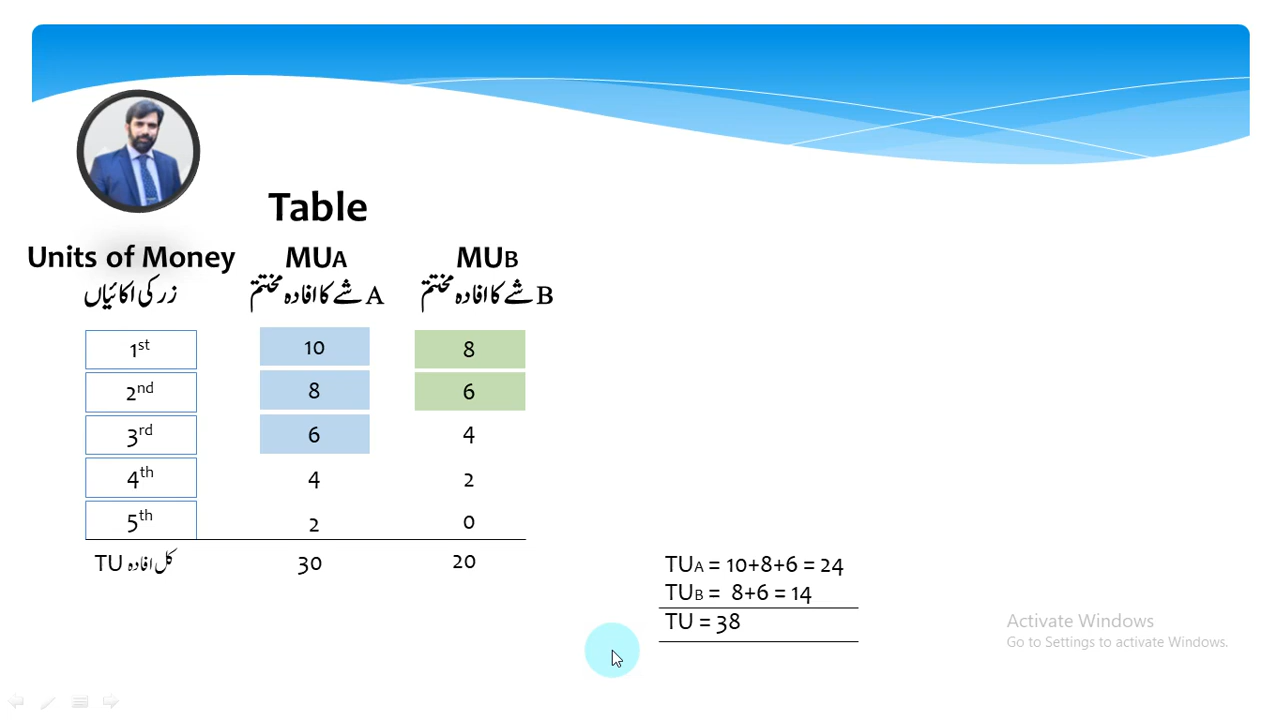 Table
Units of Money MUA MUB
زر کی اکائیاں A شے کا افادہ مختتم B شے کا افادہ مختتم
1st 10 8
2nd 8 6
3rd 6 4
4th 4 2
5th 2 0
TU کل افادہ 30 20
TUA = 10+8+6 = 24
TUB = 8+6 = 14
TU = 38
Activate Windows
Go to Settings to activate Windows.